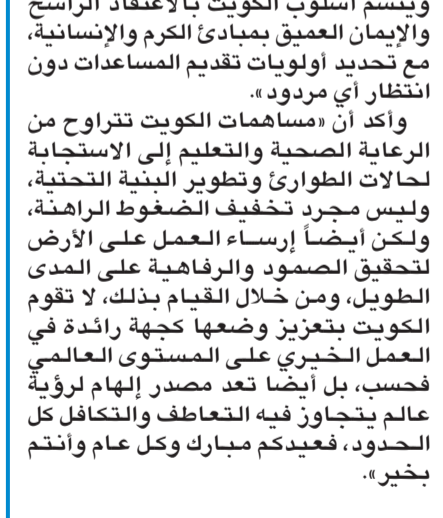 ويتسم أسلوب الكويت بالاعتقاد الراسخ
والإيمان العميق بمبادئ الكرم والإنسانية،
مع تحديد أولويات تقديم المساعدات دون
انتظار أي مردود».
وأكد أن «مساهمات الكويت تتراوح من
الرعاية الصحية والتعليم إلى الاستجابة
لحالات الطوارئ وتطوير البنية التحتية،
وليس مجرد تخفيف الضغوط الراهنة،
ولكن أيضاً إرساء العمل على الأرض
لتحقيق الصمود والرفاهية على المدى
الطويل، ومن خلال القيام بذلك، لا تقوم
الكويت بتعزيز وضعها كجهة رائدة في
العمل الخيري على المستوى العالمي
فحسب، بل أيضا تعد مصدر إلهام لرؤية
عالم يتجاوز فيه التعاطف والتكافل كل
الحدود، فعيدكم مبارك وكل عام وأنتم
بخير».